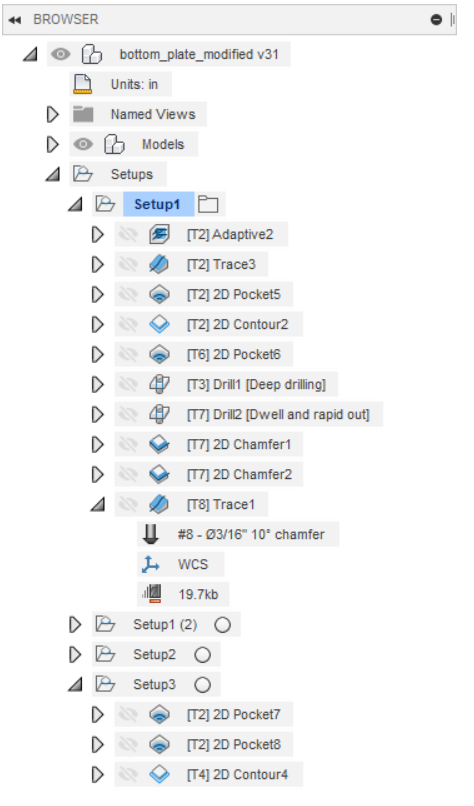 BROWSER
bottom_plate_modified v31
Units: in
Named Views
Models
Setups
Setup1
[T2] Adaptive2
[T2] Trace3
[T2] 2D Pocket5
[T2] 2D Contour2
[T6] 2D Pocket6
[T3] Drill1 [Deep drilling]
[T7] Drill2 [Dwell and rapid out]
[T7] 2D Chamfer1
[T7] 2D Chamfer2
[T8] Trace1
#8 - Ø3/16" 10° chamfer
WCS
19.7kb
Setup1 (2)
Setup2
Setup3
[T2] 2D Pocket7
[T2] 2D Pocket8
[T4] 2D Contour4